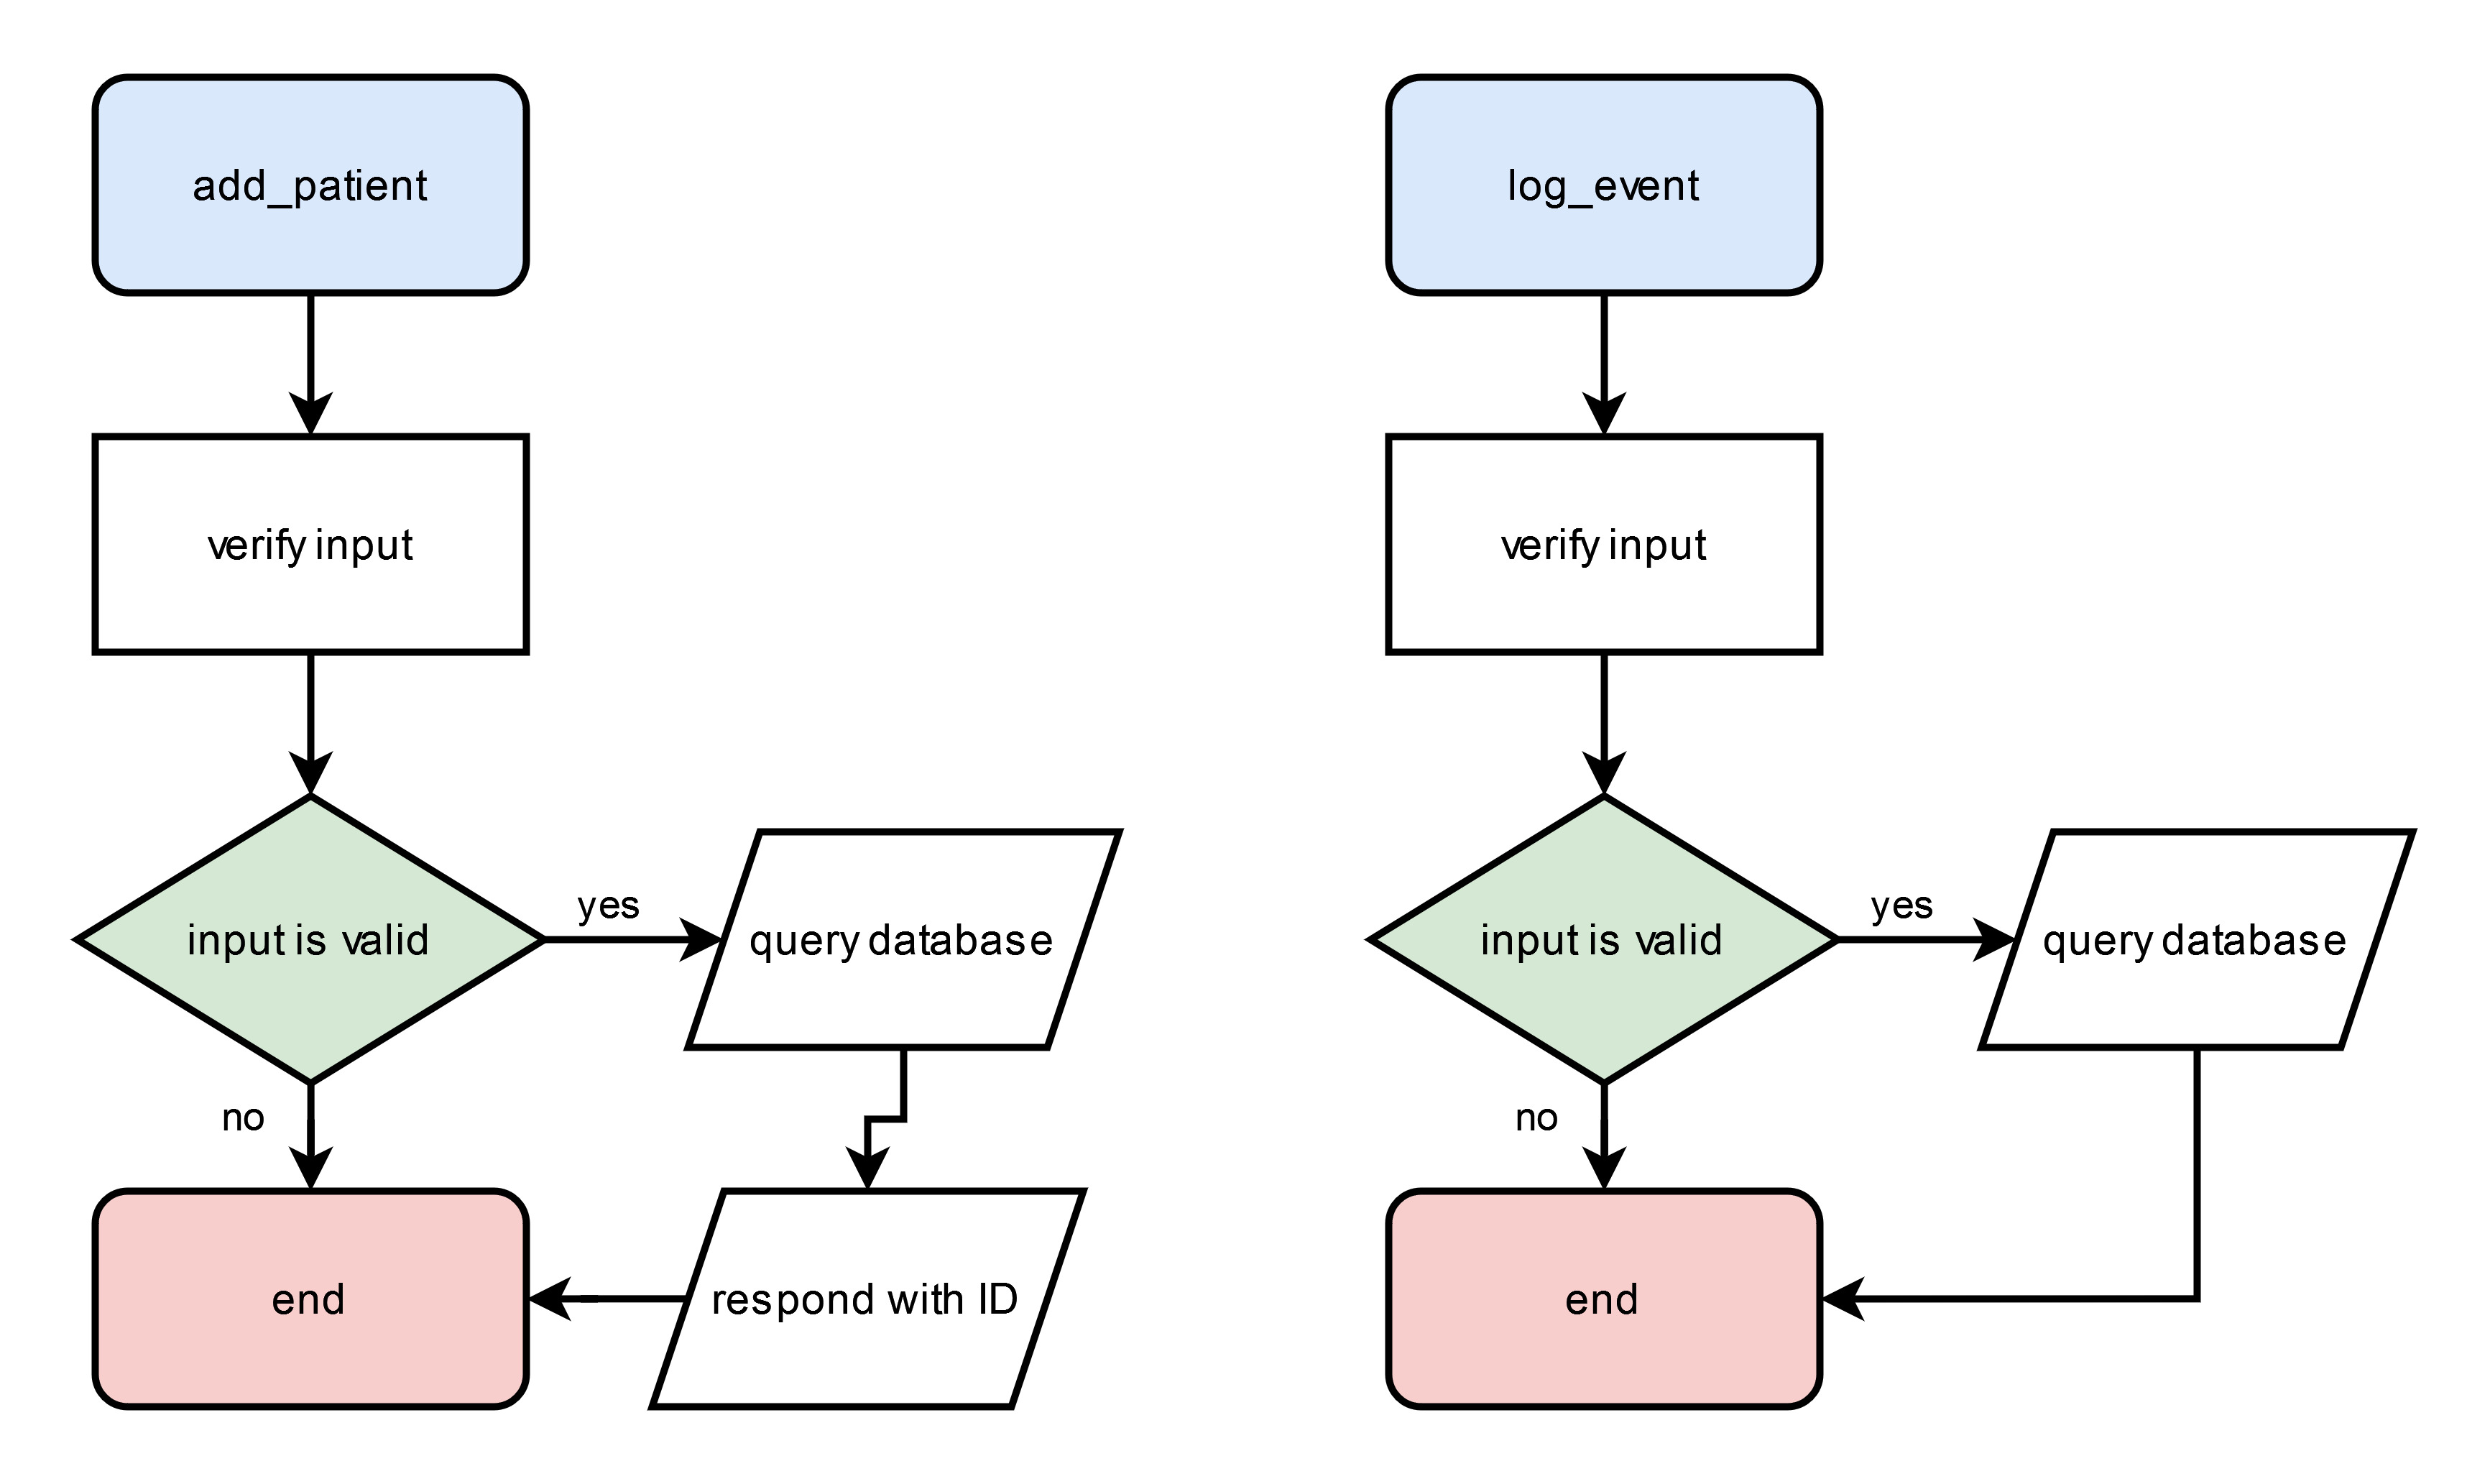 add_patient
verify input
input is valid
yes
query database
no
end
respond with ID
log_event
verify input
input is valid
yes
query database
no
end